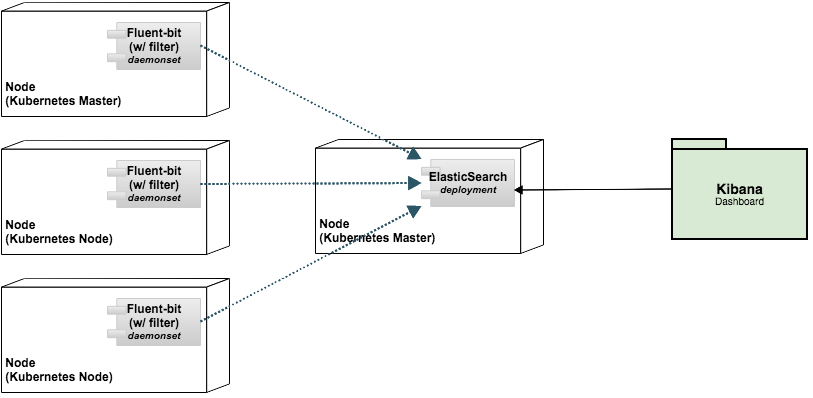 Fluent-bit
(w/ filter)
daemonset
Node
(Kubernetes Master)
Fluent-bit
(w/ filter)
daemonset
Node
(Kubernetes Node)
Fluent-bit
(w/ filter)
daemonset
Node
(Kubernetes Node)
ElasticSearch
deployment
Node
(Kubernetes Master)
Kibana
Dashboard